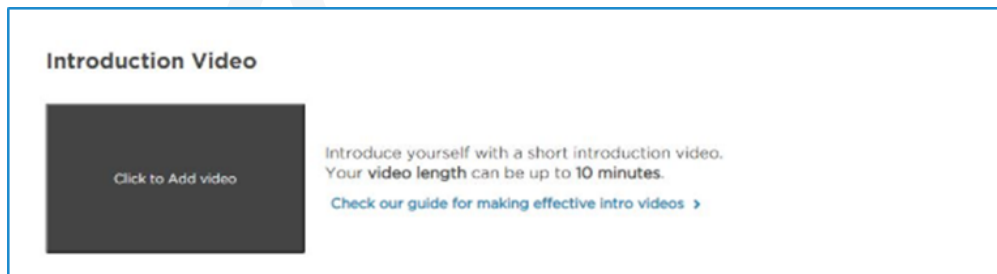 Introduction Video
Click to Add video
Introduce yourself with a short introduction video.
Your video length can be up to 10 minutes.
Check our guide for making effective intro videos >